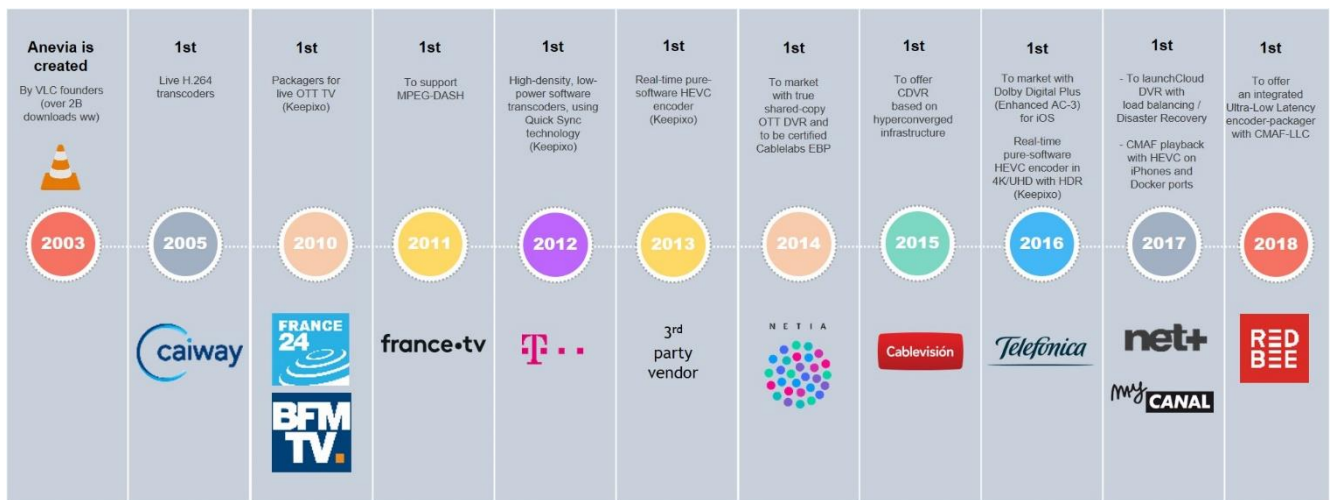 Anevia is
created
By VLC founders
(over 2B
downloads ww)
2003
1st
Live H.264
transcoders
2005
caiway
1st
Packagers for
live OTT TV
(Keepixo)
2010
FRANCE
24
BFM
TV.
1st
To support
MPEG-DASH
2011
france•tv
1st
High-density, low-
power software
transcoders, using
Quick Sync
technology
(Keepixo)
2012
T
1st
Real-time pure-
software HEVC
encoder
(Keepixo)
2013
3rd
party
vendor
1st
To market
with true
shared-copy
OTT DVR and
to be certified
Cablelabs EBP
2014
NETIA
1st
To offer
CDVR
based on
hyperconverged
infrastructure
2015
Cablevisión
1st
To market with
Dolby Digital Plus
(Enhanced AC-3)
for iOS
Real-time
pure-software
HEVC encoder in
4K/UHD with HDR
(Keepixo)
2016
Telefónica
1st
- To launchCloud
DVR with
load balancing /
Disaster Recovery
- CMAF playback
with HEVC on
iPhones and
Docker ports
2017
net+
my CANAL
1st
To offer
an integrated
Ultra-Low Latency
encoder-packager
with CMAF-LLC
2018
RED
BEE